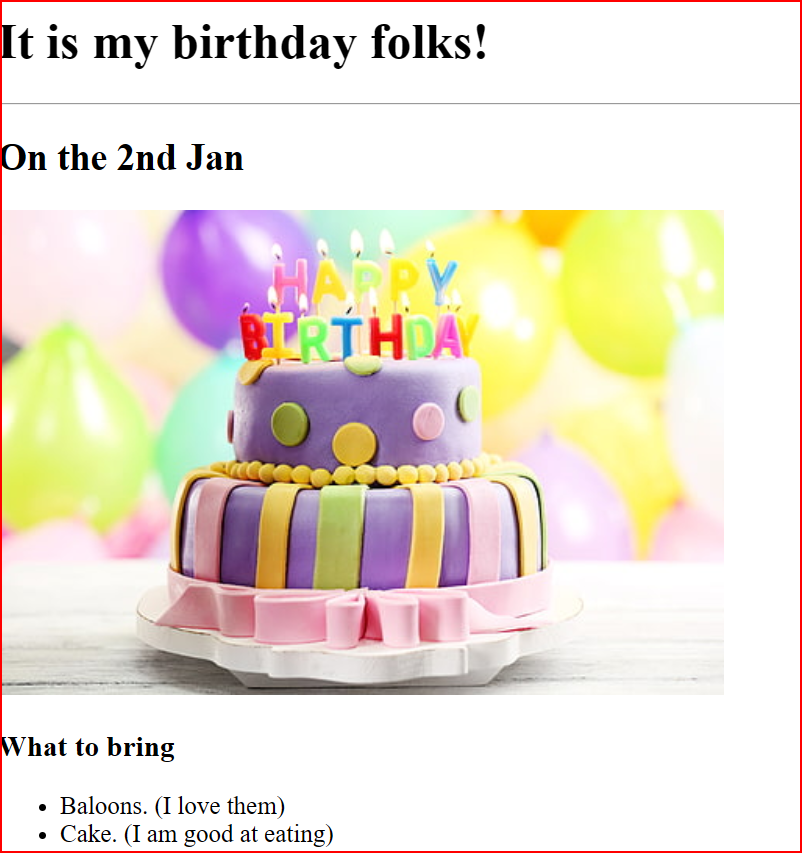 It is my birthday folks!
On the 2nd Jan
HAPPY
BIRTHDAY
What to bring
Baloons. (I love them)
Cake. (I am good at eating)